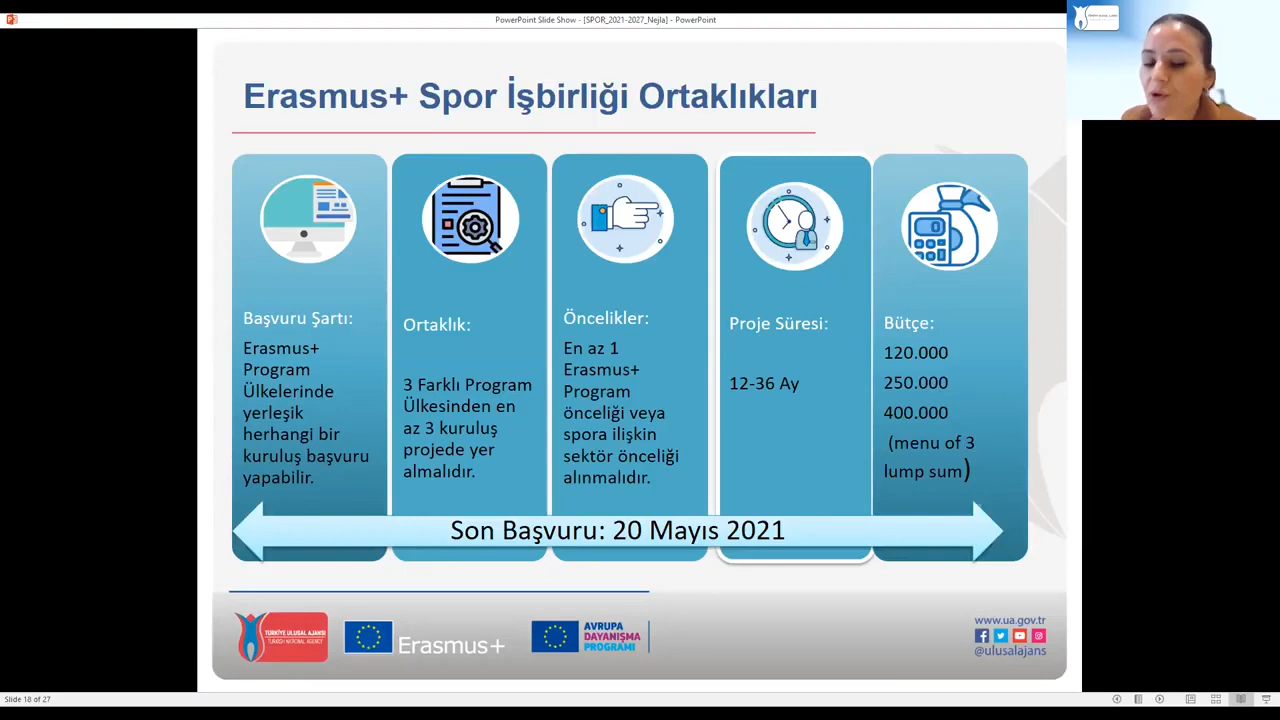 PowerPoint Slide Show - [SPOR_2021-2027_Nejla] - PowerPoint
Erasmus+ Spor İşbirliği Ortaklıkları
Başvuru Şartı:
Erasmus+
Program
Ülkelerinde
yerleşik
herhangi bir
kuruluş başvuru
yapabilir.
Ortaklık:
3 Farklı Program
Ülkesinden en
az 3 kuruluş
projede yer
almalıdır.
Öncelikler:
En az 1
Erasmus+
Program
önceliği veya
spora ilişkin
sektör önceliği
alınmalıdır.
Proje Süresi:
12-36 Ay
Bütçe:
120.000
250.000
400.000
(menu of 3
lump sum)
Son Başvuru: 20 Mayıs 2021
TÜRKİYE ULUSAL AJANSI
TURKISH NATIONAL AGENCY
Erasmus+
AVRUPA
DAYANIŞMA
PROGRAMI
www.ua.gov.tr
@ulusalajans
Slide 18 of 27